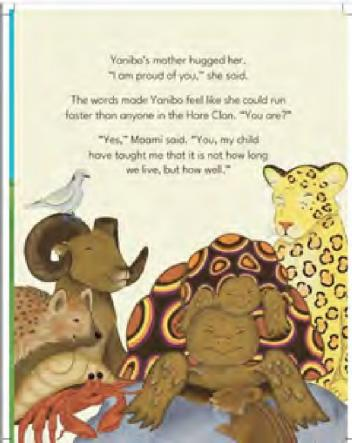 Yanibo's mother hugged her.
"I am proud of you," she said.
The words made Yanibo feel like she could run
faster than anyone in the Hare Clan. "You are?"
"Yes," Maami said. "You, my child
have taught me that it is not how long
we live, but how well."